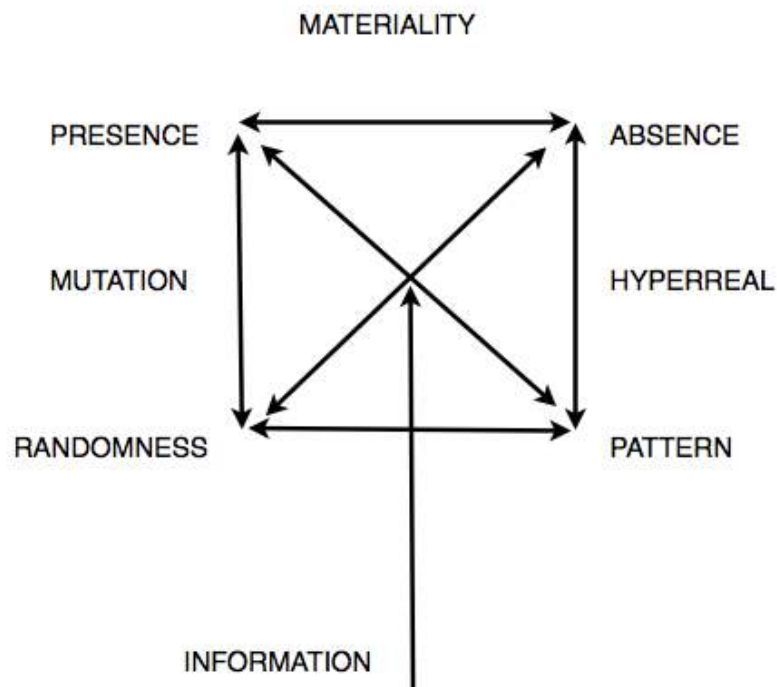 MATERIALITY
PRESENCE
ABSENCE
MUTATION
HYPERREAL
RANDOMNESS
PATTERN
INFORMATION